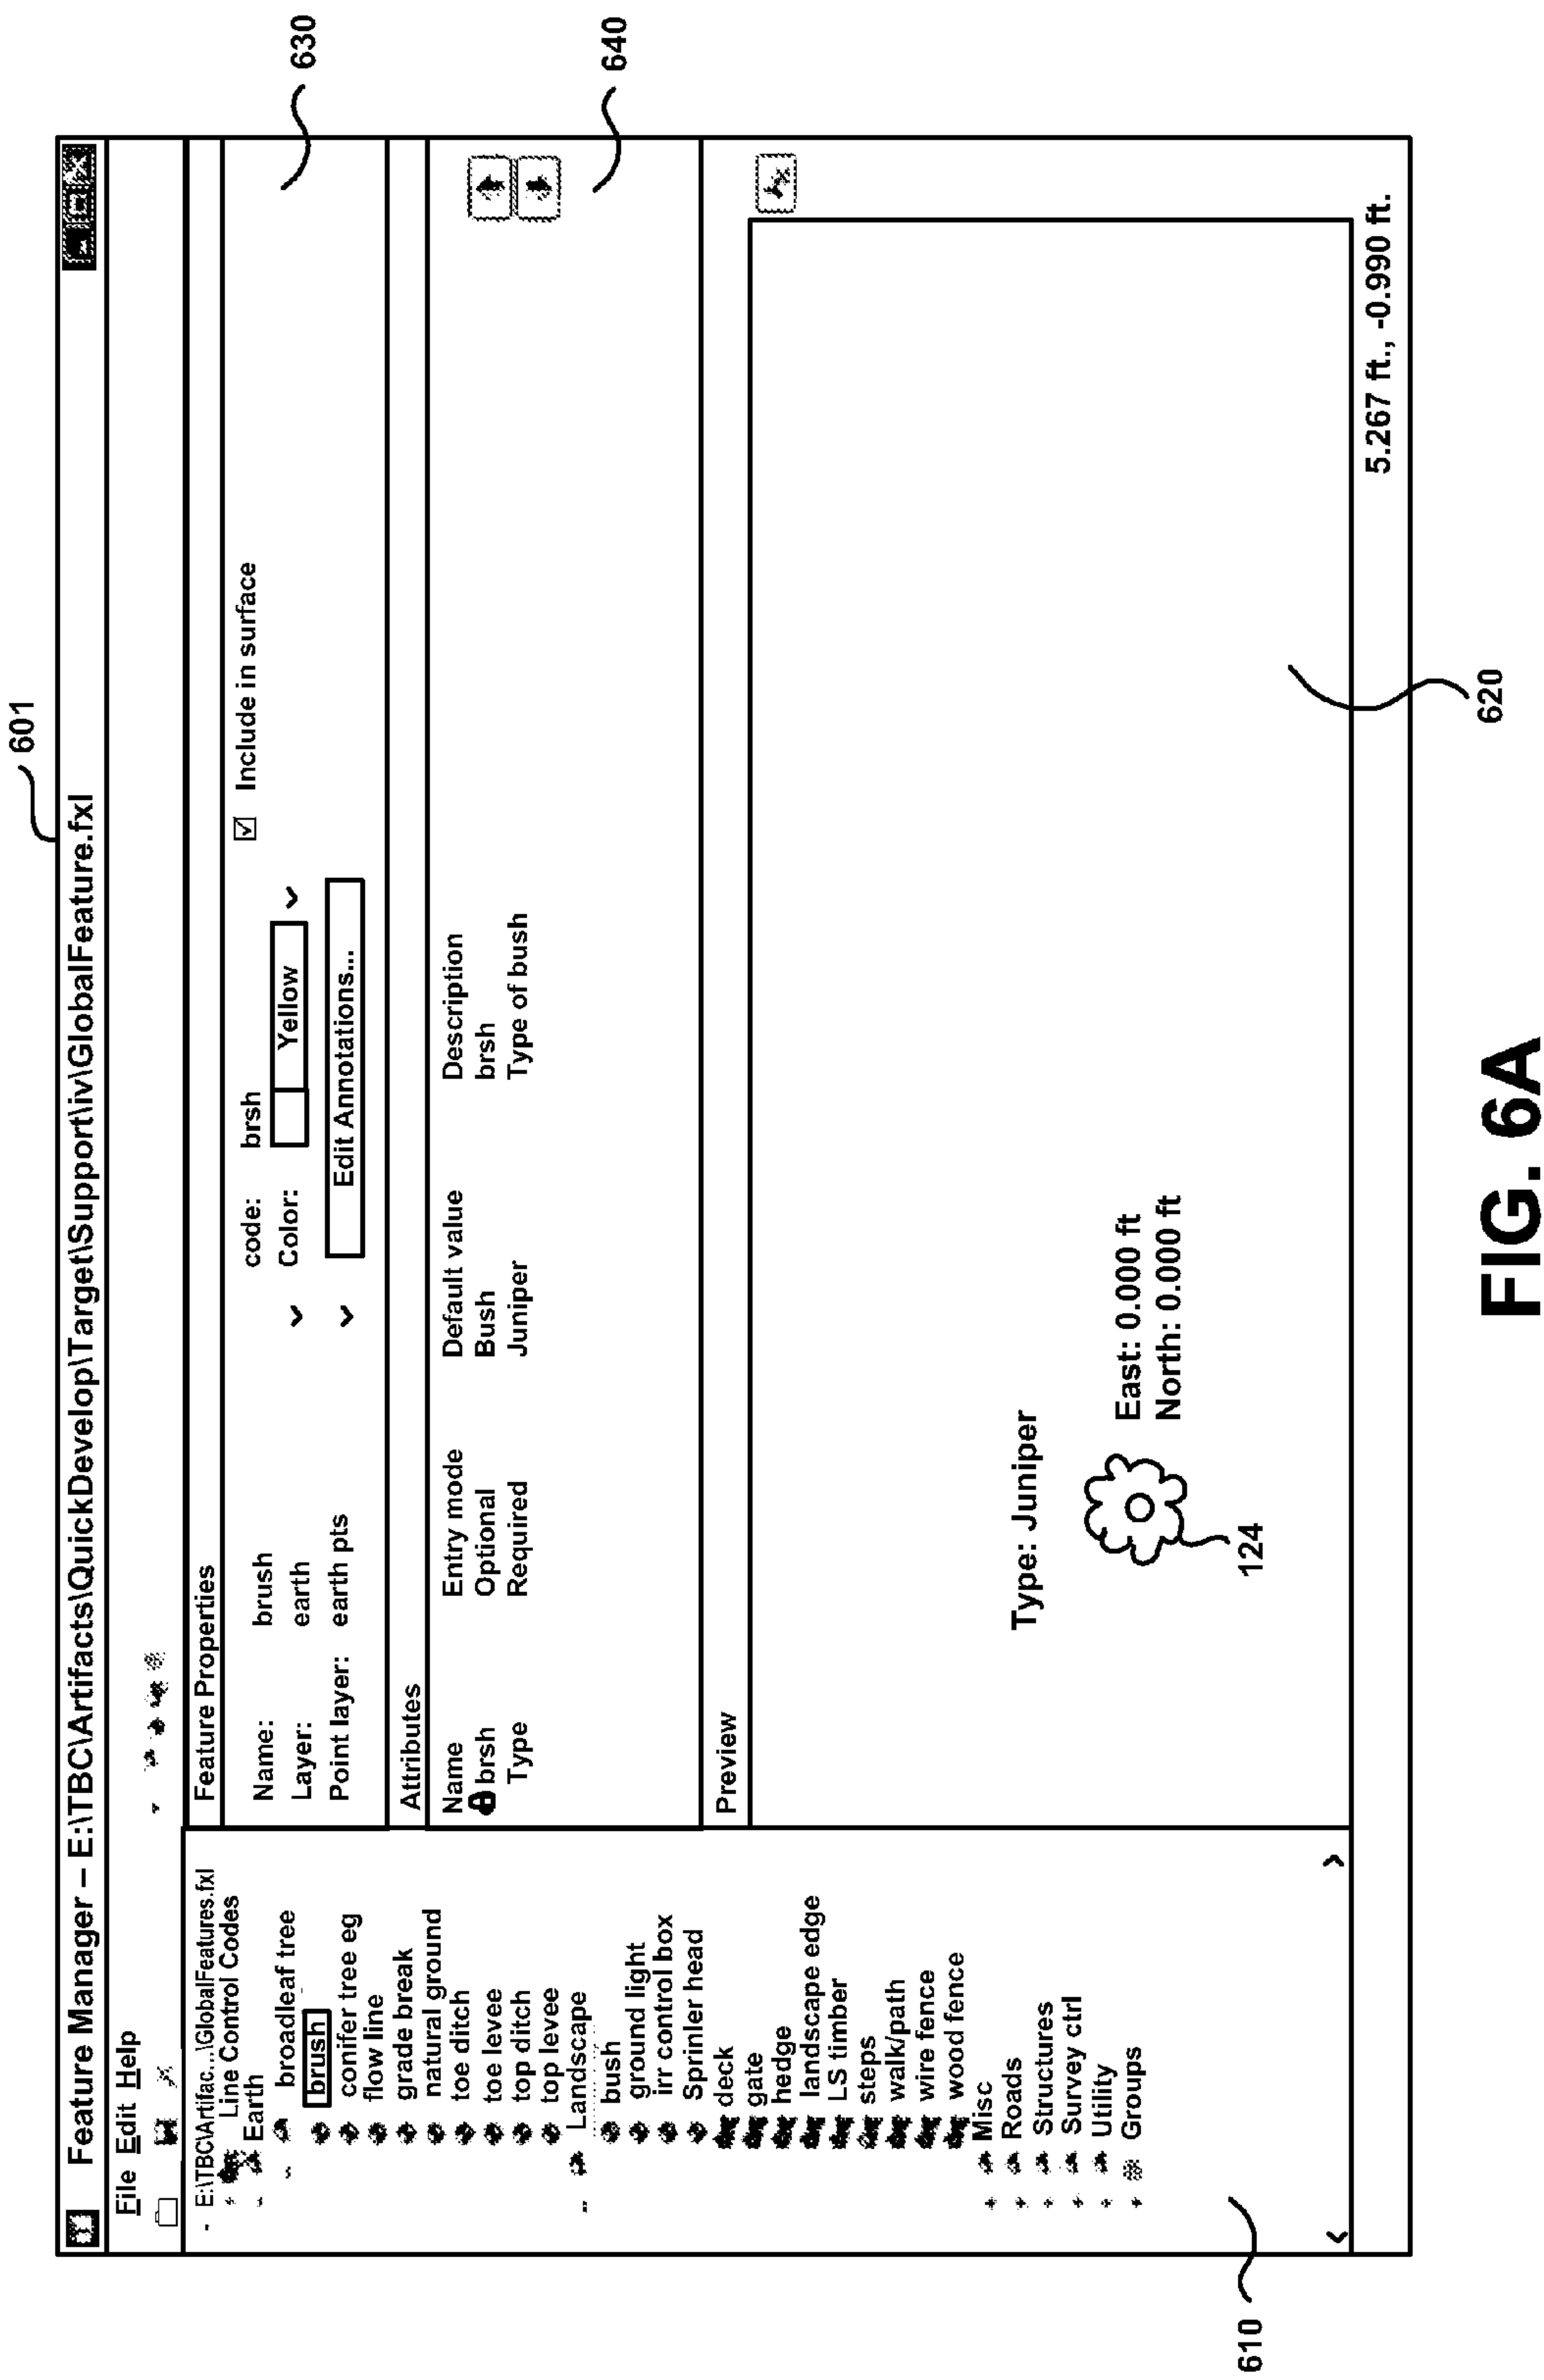 601
Feature Manager – E:\TBC\Artifacts\QuickDevelop\Target\Support\iv\GlobalFeature.fxl
File Edit Help
- E:\TBC\Artifac...\GlobalFeatures.fxl
+ Line Control Codes
- Earth
broadleaf tree
brush
conifer tree eg
flow line
grade break
natural ground
toe ditch
toe levee
top ditch
top levee
Landscape
bush
ground light
irr control box
Sprinler head
deck
gate
hedge
landscape edge
LS timber
steps
walk/path
wire fence
wood fence
+ Misc
+ Roads
+ Structures
+ Survey ctrl
+ Utility
+ Groups
610
Feature Properties
Name: brush code: brsh Include in surface
Layer: earth Color: Yellow
Point layer: earth pts Edit Annotations...
630
Attributes
Name Entry mode Default value Description
brsh Optional Bush brsh
Type Required Juniper Type of bush
640
Preview
Type: Juniper
East: 0.000 ft
North: 0.000 ft
124
620
5.267 ft., -0.990 ft.
FIG. 6A